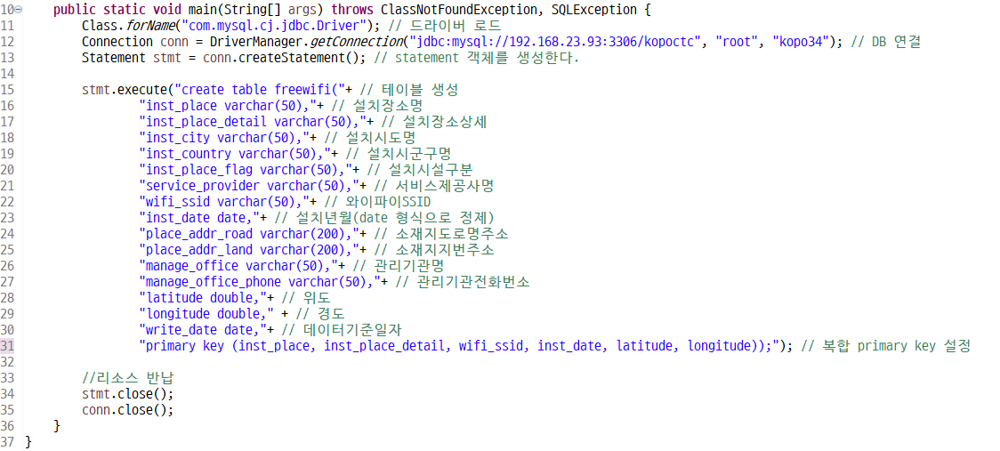 10 public static void main(String[] args) throws ClassNotFoundException, SQLException {
11 Class.forName("com.mysql.cj.jdbc.Driver"); // 드라이버 로드
12 Connection conn = DriverManager.getConnection("jdbc:mysql://192.168.23.93:3306/kopoctc", "root", "kopo34"); // DB 연결
13 Statement stmt = conn.createStatement(); // statement 객체를 생성한다.
14
15 stmt.execute("create table freewifi("+ // 테이블 생성
16 "inst_place varchar(50),"+ // 설치장소명
17 "inst_place_detail varchar(50),"+ // 설치장소상세
18 "inst_city varchar(50),"+ // 설치시도명
19 "inst_country varchar(50),"+ // 설치시군구명
20 "inst_place_flag varchar(50),"+ // 설치시설구분
21 "service_provider varchar(50),"+ // 서비스제공사명
22 "wifi_ssid varchar(50),"+ // 와이파이SSID
23 "inst_date date,"+ // 설치년월(date 형식으로 정제)
24 "place_addr_road varchar(200),"+ // 소재지도로명주소
25 "place_addr_land varchar(200),"+ // 소재지지번주소
26 "manage_office varchar(50),"+ // 관리기관명
27 "manage_office_phone varchar(50),"+ // 관리기관전화번소
28 "latitude double,"+ // 위도
29 "longitude double," + // 경도
30 "write_date date,"+ // 데이터기준일자
31 "primary key (inst_place, inst_place_detail, wifi_ssid, inst_date, latitude, longitude));"); // 복합 primary key 설정
32
33 //리소스 반납
34 stmt.close();
35 conn.close();
36 }
37 }